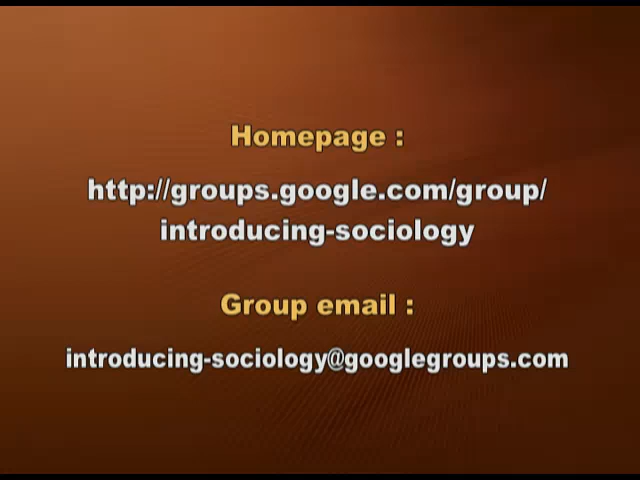 Homepage :
http://groups.google.com/group/
introducing-sociology
Group email :
introducing-sociology@googlegroups.com